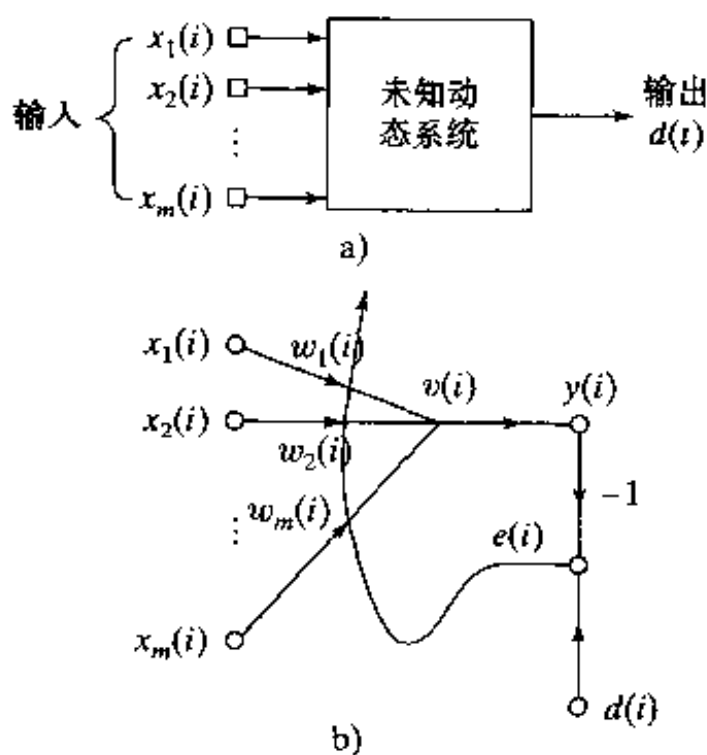 x₁(i)
x₂(i)
⋮
xₘ(i)
输入
未知动
态系统
输出
d(t)
a)
x₁(i)
w₁(i)
v(i)
y(i)
x₂(i)
w₂(i)
−1
⋮
wₘ(i)
e(i)
xₘ(i)
d(i)
b)